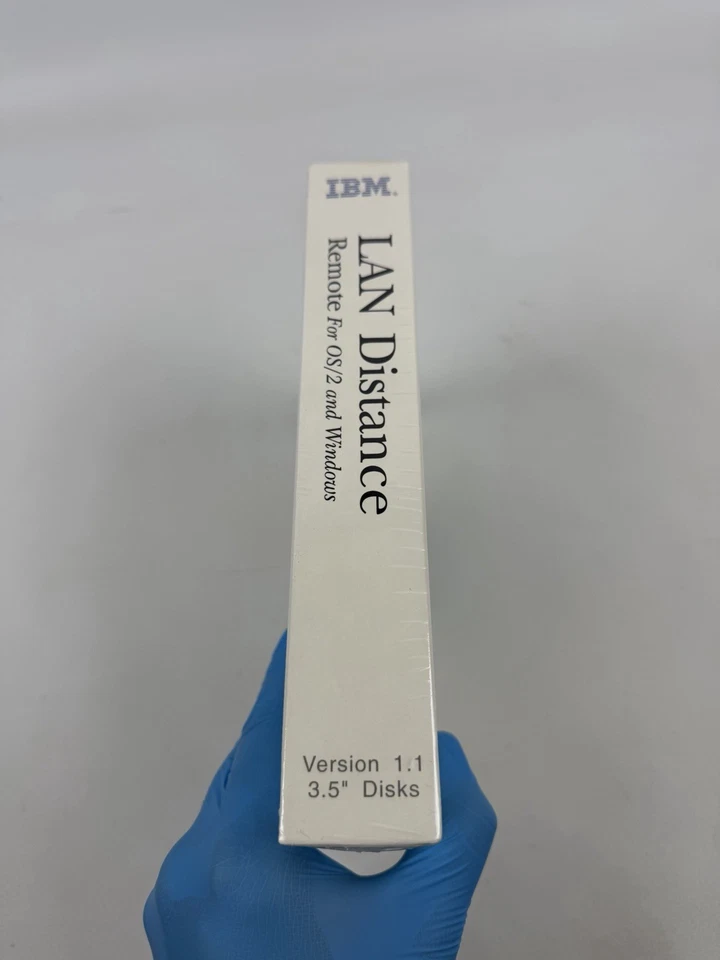 IBM.
LAN Distance
Remote For OS/2 and Windows
Version 1.1
3.5" Disks